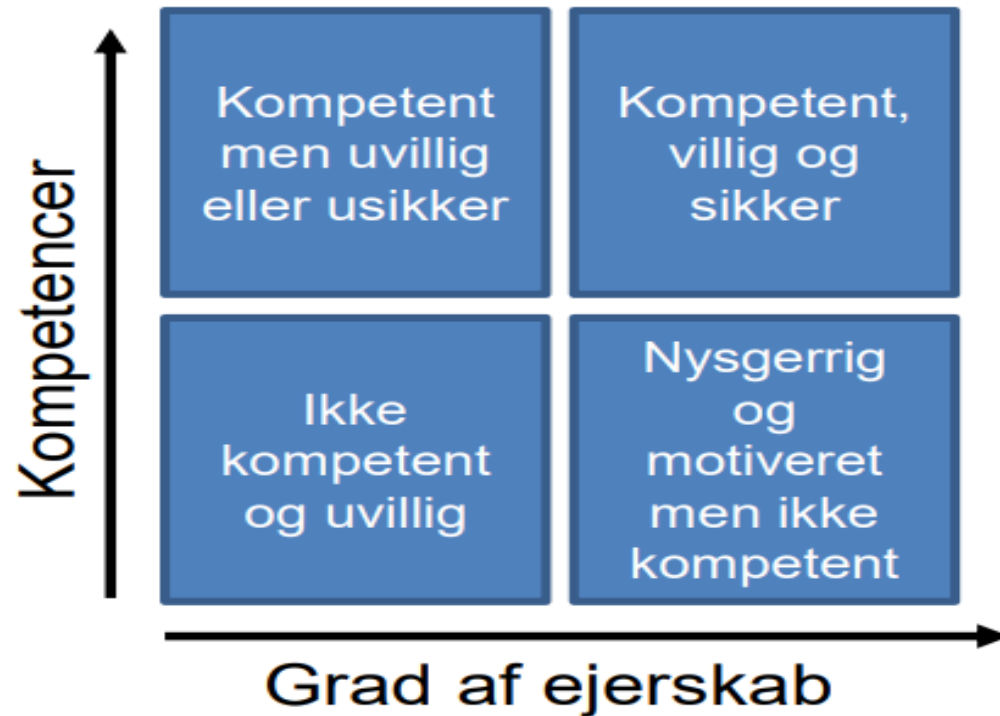 Kompetencer
Kompetent
men uvillig
eller usikker
Kompetent,
villig og
sikker
Ikke
kompetent
og uvillig
Nysgerrig
og
motiveret
men ikke
kompetent
Grad af ejerskab